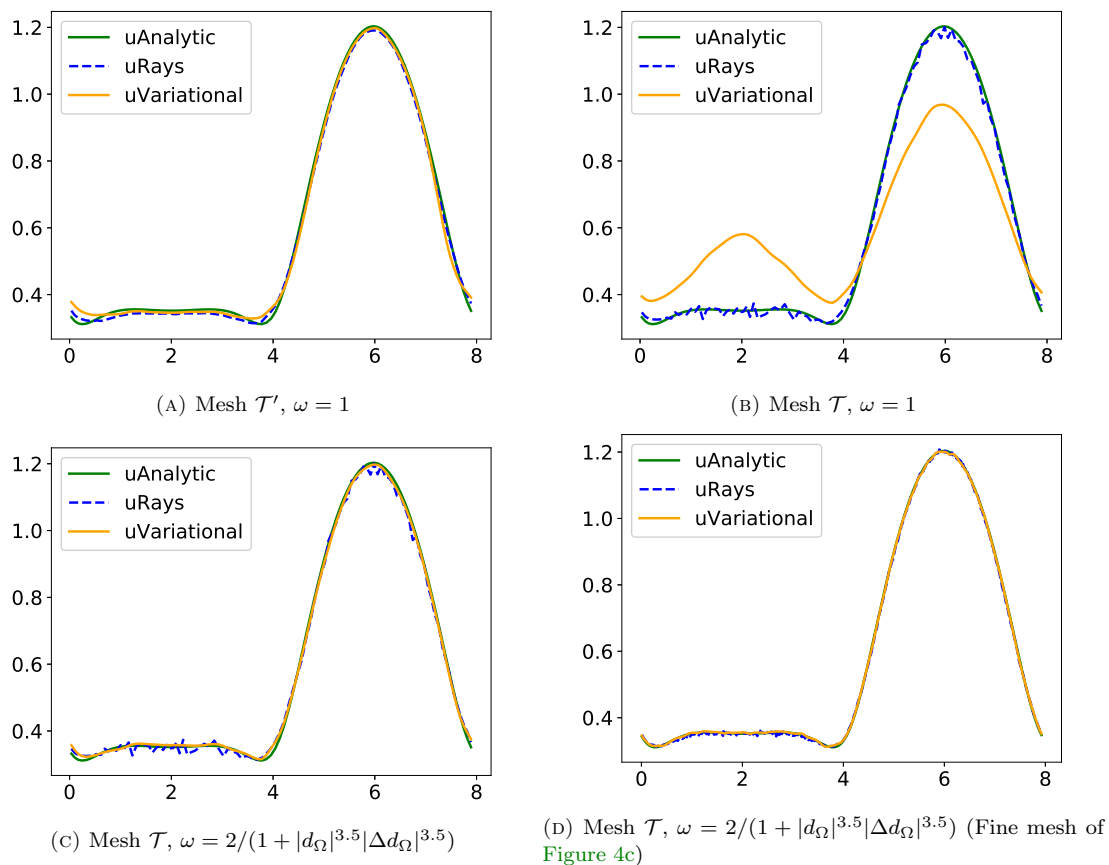 1.2
1.0
0.8
0.6
0.4
0 2 4 6 8
uAnalytic
uRays
uVariational
(A) Mesh 𝒯′, ω = 1
1.2
1.0
0.8
0.6
0.4
0 2 4 6 8
uAnalytic
uRays
uVariational
(B) Mesh 𝒯, ω = 1
1.2
1.0
0.8
0.6
0.4
0 2 4 6 8
uAnalytic
uRays
uVariational
(C) Mesh 𝒯, ω = 2/(1 + |d_Ω|^3.5|Δd_Ω|^3.5)
1.2
1.0
0.8
0.6
0.4
0 2 4 6 8
uAnalytic
uRays
uVariational
(D) Mesh 𝒯, ω = 2/(1 + |d_Ω|^3.5|Δd_Ω|^3.5) (Fine mesh of
Figure 4c)